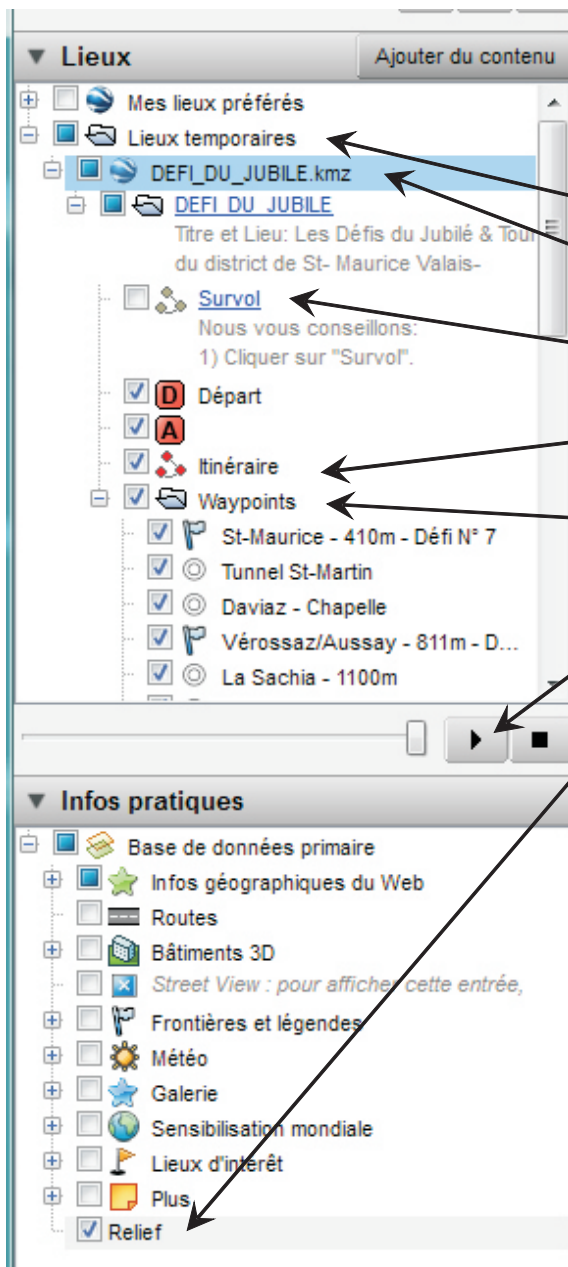 Lieux
Ajouter du contenu
Mes lieux préférés
Lieux temporaires
DEFI_DU_JUBILE.kmz
DEFI DU JUBILE
Titre et Lieu: Les Défis du Jubilé & Tour
du district de St- Maurice Valais-
Survol
Nous vous conseillons:
1) Cliquer sur "Survol".
D Départ
A
Itinéraire
Waypoints
St-Maurice - 410m - Défi N° 7
Tunnel St-Martin
Daviaz - Chapelle
Vérossaz/Aussay - 811m - D...
La Sachia - 1100m
Infos pratiques
Base de données primaire
Infos géographiques du Web
Routes
Bâtiments 3D
Street View : pour afficher cette entrée,
Frontières et légendes
Météo
Galerie
Sensibilisation mondiale
Lieux d'intérêt
Plus
Relief